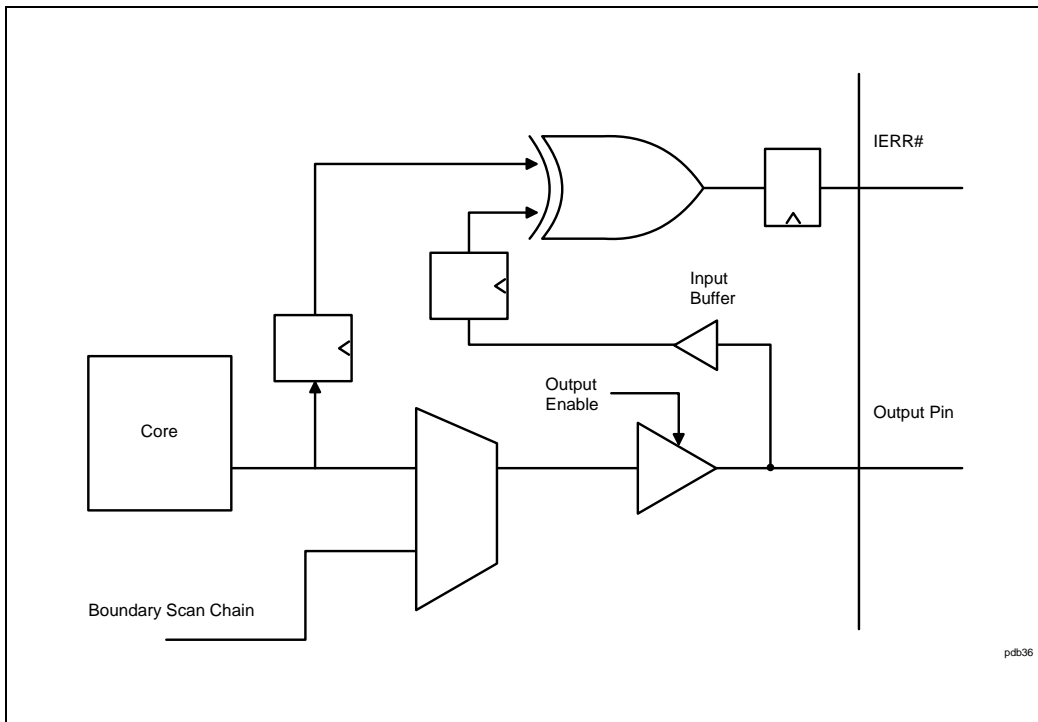 IERR#
Input
Buffer
Output
Enable
Output Pin
Core
Boundary Scan Chain
pdb36